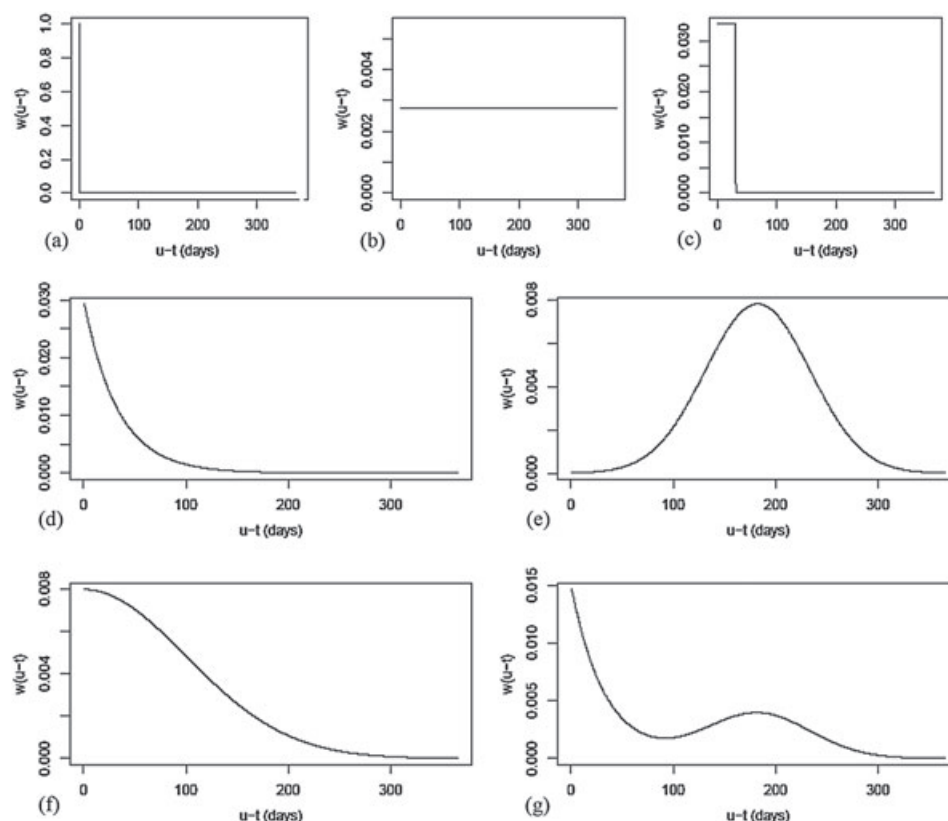 w(u−t)
1.0
0.8
0.6
0.4
0.2
0.0
0 100 200 300
(a)
u−t (days)
w(u−t)
0.004
0.002
0.000
0 100 200 300
(b)
u−t (days)
w(u−t)
0.030
0.020
0.010
0.000
0 100 200 300
(c)
u−t (days)
w(u−t)
0.030
0.020
0.010
0.000
0 100 200 300
(d)
u−t (days)
w(u−t)
0.008
0.004
0.000
0 100 200 300
(e)
u−t (days)
w(u−t)
0.008
0.004
0.000
0 100 200 300
(f)
u−t (days)
w(u−t)
0.015
0.010
0.005
0.000
0 100 200 300
(g)
u−t (days)